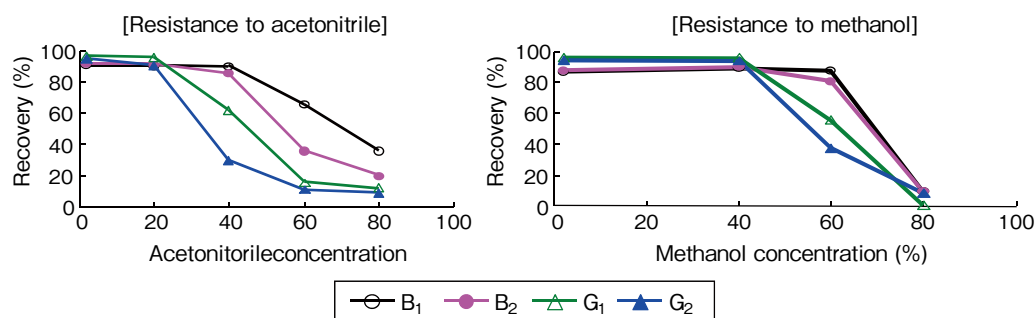 [Resistance to acetonitrile]
Recovery (%)
100
80
60
40
20
0
0 20 40 60 80 100
Acetonitorileconcentration
[Resistance to methanol]
Recovery (%)
100
80
60
40
20
0
0 20 40 60 80 100
Methanol concentration (%)
B₁ B₂ G₁ G₂